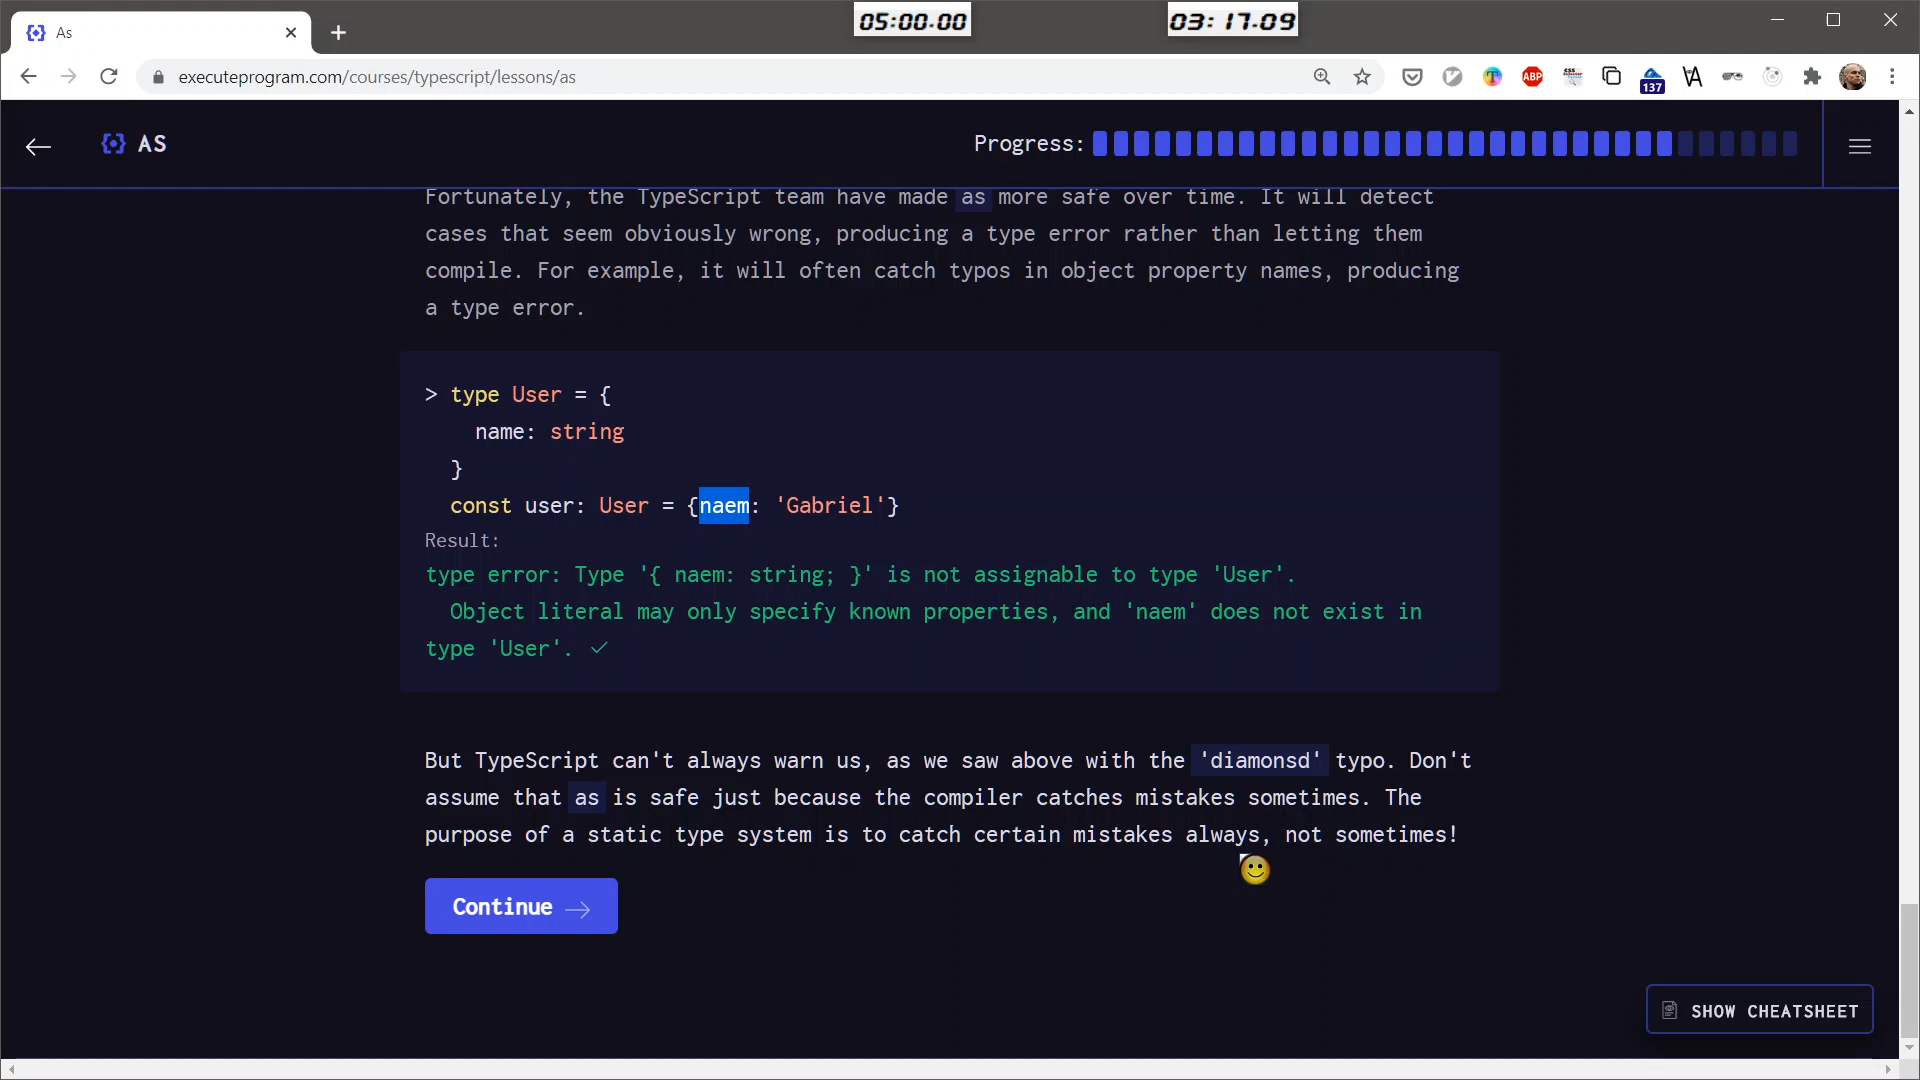 As
05:00.00
03:17.09
executeprogram.com/courses/typescript/lessons/as
ABP
137
AS
Progress:
Fortunately, the TypeScript team have made as more safe over time. It will detect
cases that seem obviously wrong, producing a type error rather than letting them
compile. For example, it will often catch typos in object property names, producing
a type error.
> type User = {
name: string
}
const user: User = {naem: 'Gabriel'}
Result:
type error: Type '{ naem: string; }' is not assignable to type 'User'.
Object literal may only specify known properties, and 'naem' does not exist in
type 'User'. ✓
But TypeScript can't always warn us, as we saw above with the 'diamonsd' typo. Don't
assume that as is safe just because the compiler catches mistakes sometimes. The
purpose of a static type system is to catch certain mistakes always, not sometimes!
Continue →
SHOW CHEATSHEET